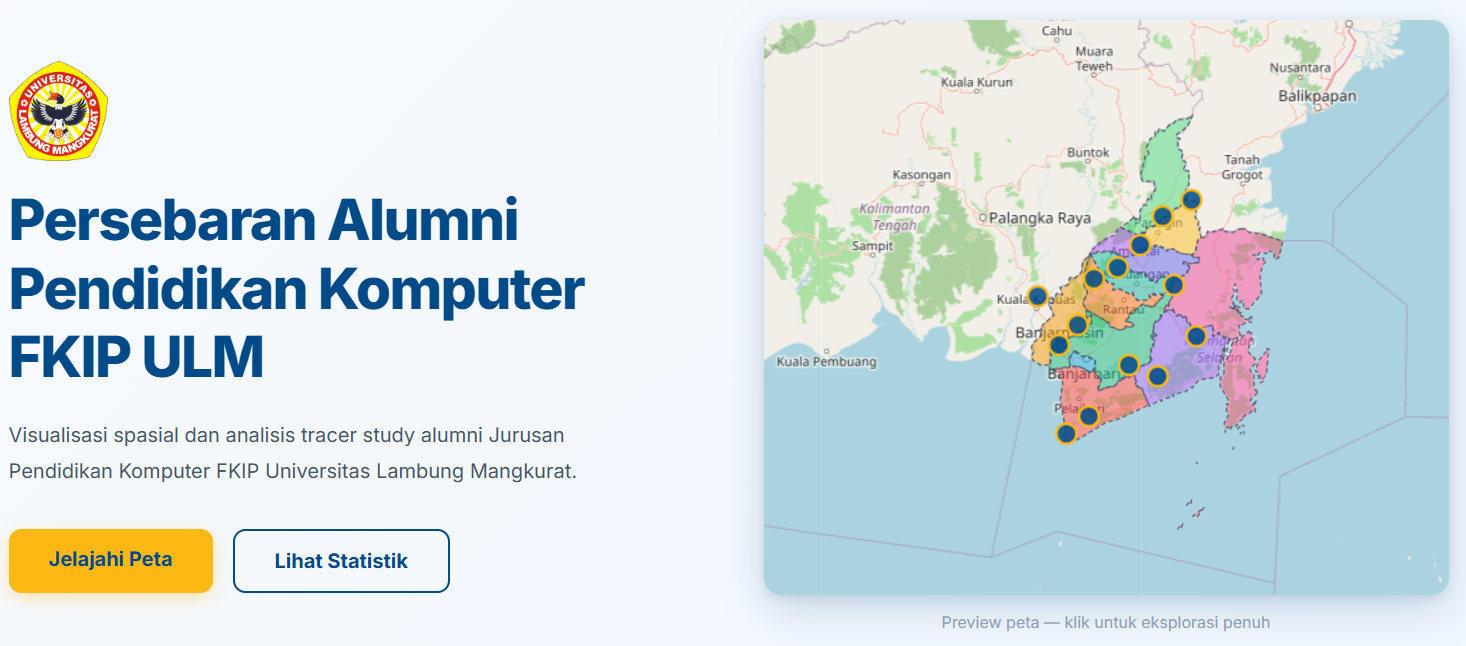 UNIVERSITAS
LAMBUNG MANGKURAT
Persebaran Alumni
Pendidikan Komputer
FKIP ULM
Visualisasi spasial dan analisis tracer study alumni Jurusan
Pendidikan Komputer FKIP Universitas Lambung Mangkurat.
Jelajahi Peta
Lihat Statistik
Cahu
Muara
Teweh
Kuala Kurun
Nusantara
Balikpapan
Buntok
Tanah
Grogot
Kasongan
Kalimantan
Tengah
Palangka Raya
Sampit
Rantau
Kuala Pembuang
Banjarbaru
Preview peta — klik untuk eksplorasi penuh